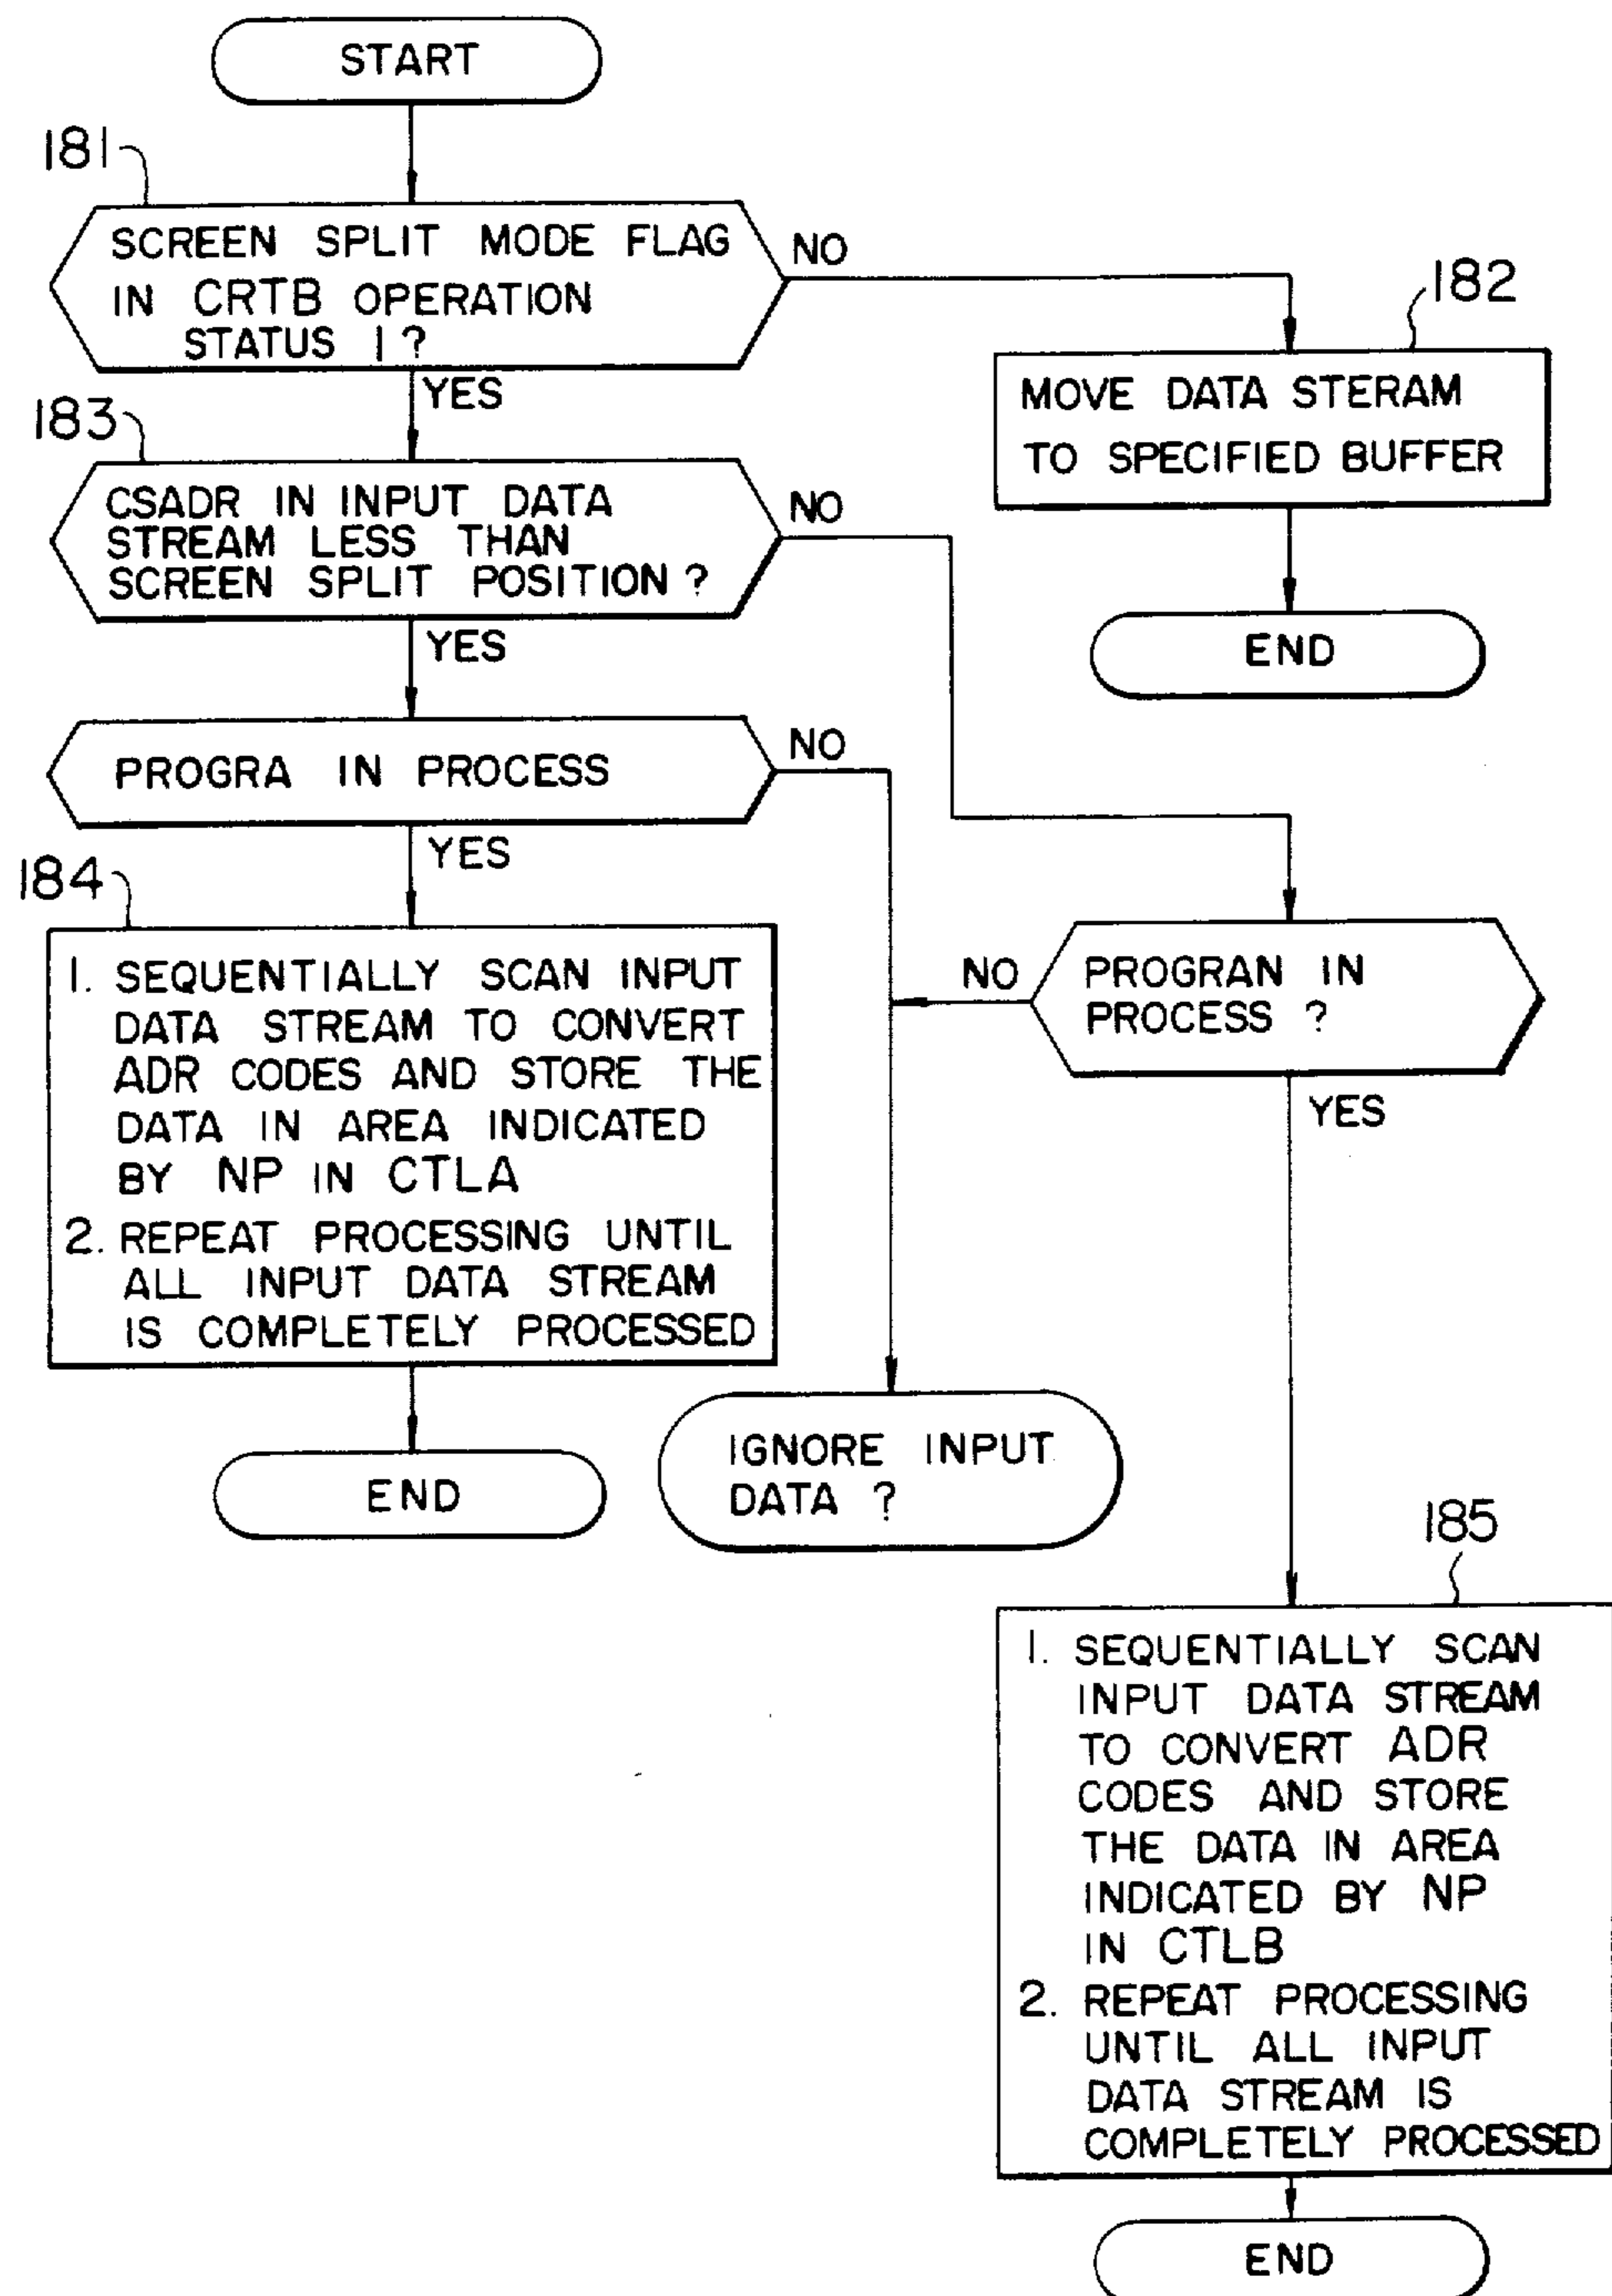 START
181
SCREEN SPLIT MODE FLAG
IN CRTB OPERATION
STATUS 1?
NO
YES
182
MOVE DATA STERAM
TO SPECIFIED BUFFER
END
183
CSADR IN INPUT DATA
STREAM LESS THAN
SCREEN SPLIT POSITION ?
NO
YES
PROGRA IN PROCESS
NO
YES
184
1. SEQUENTIALLY SCAN INPUT
DATA STREAM TO CONVERT
ADR CODES AND STORE THE
DATA IN AREA INDICATED
BY NP IN CTLA
2. REPEAT PROCESSING UNTIL
ALL INPUT DATA STREAM
IS COMPLETELY PROCESSED
END
NO
PROGRAN IN
PROCESS ?
YES
IGNORE INPUT
DATA ?
185
1. SEQUENTIALLY SCAN
INPUT DATA STREAM
TO CONVERT ADR
CODES AND STORE
THE DATA IN AREA
INDICATED BY NP
IN CTLB
2. REPEAT PROCESSING
UNTIL ALL INPUT
DATA STREAM IS
COMPLETELY PROCESSED
END